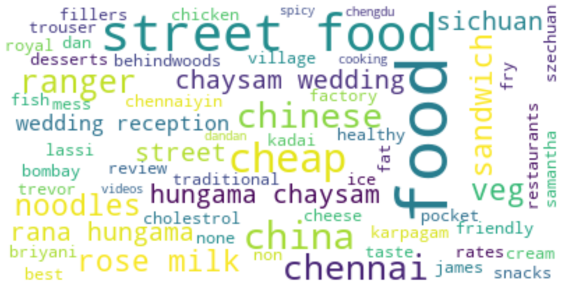 fillers chicken spicy chengdu
trouser street food sichuan
royal dan
desserts behindwoods village cooking
ranger chaysam wedding
food
sandwich
fry
szechuan
fish mess chennaiyin factory
chinese
wedding reception dandan kadai healthy
lassi street cheap fat
restaurants
samantha
bombay review traditional ice veg
trevor videos hungama chaysam
noodles cholestrol cheese pocket friendly
rana hungama none china karpagam
briyani non taste rates cream
best rose milk chennai james snacks